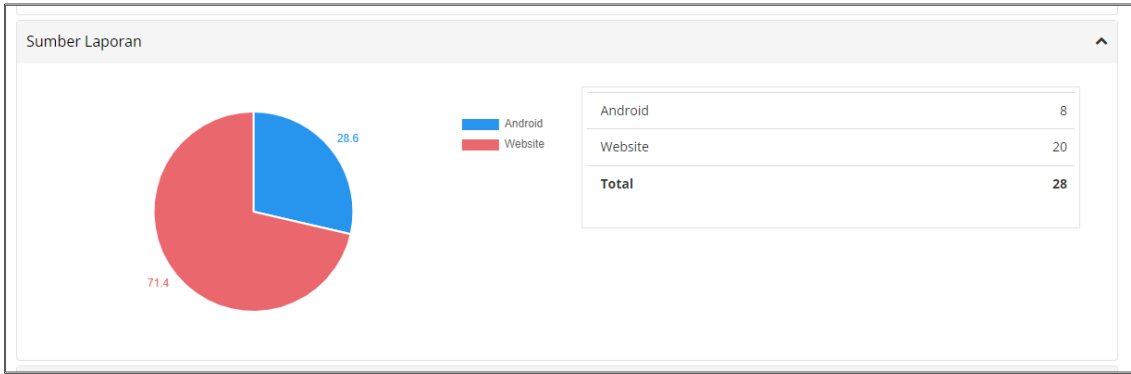 Sumber Laporan
28.6
71.4
Android
Website
Android 8
Website 20
Total 28